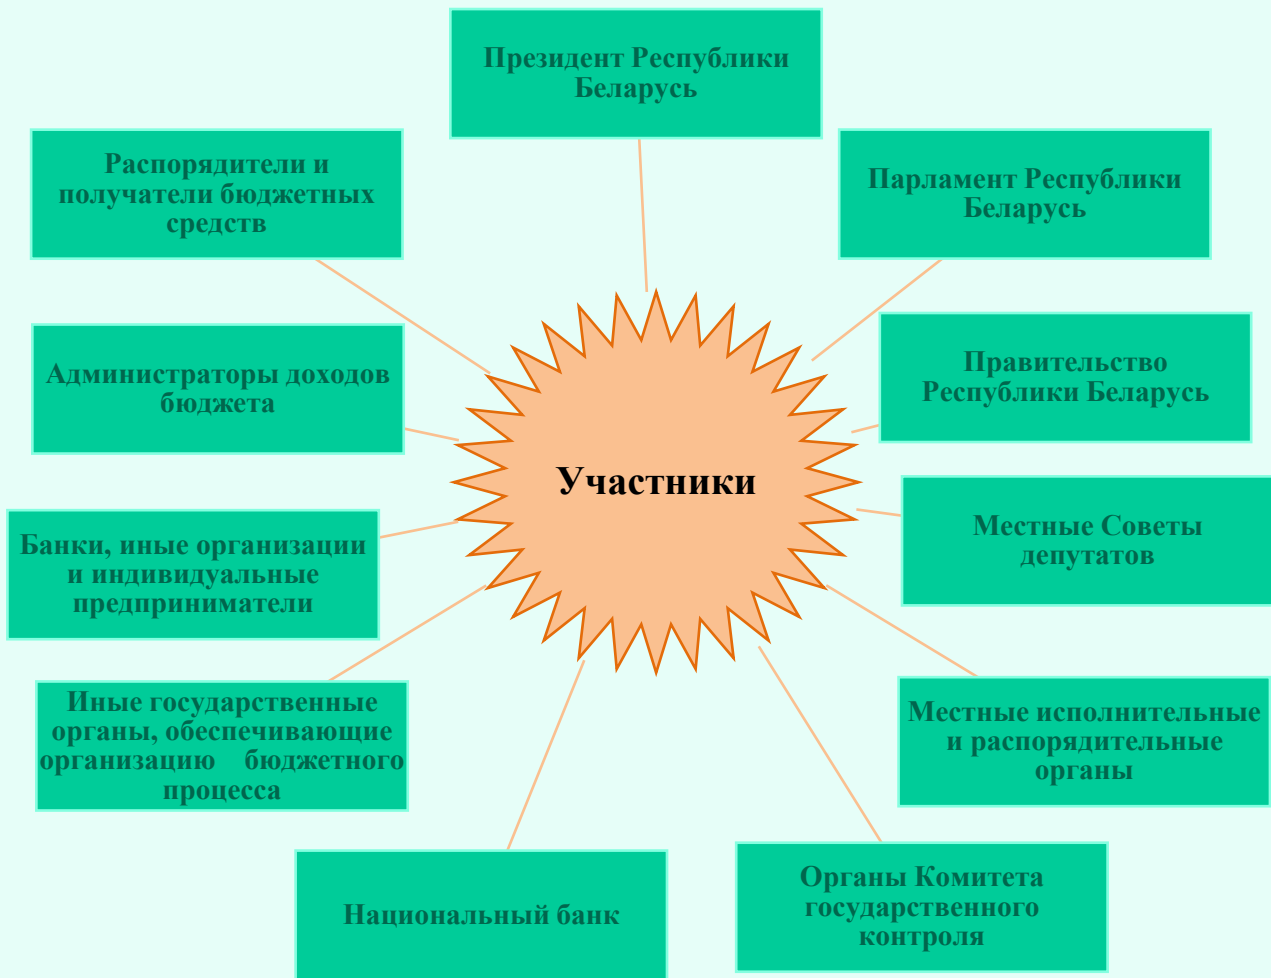 Президент Республики
Беларусь
Распорядители и
получатели бюджетных
средств
Парламент Республики
Беларусь
Администраторы доходов
бюджета
Правительство
Республики Беларусь
Участники
Банки, иные организации
и индивидуальные
предприниматели
Местные Советы
депутатов
Иные государственные
органы, обеспечивающие
организацию бюджетного
процесса
Местные исполнительные
и распорядительные
органы
Национальный банк
Органы Комитета
государственного
контроля